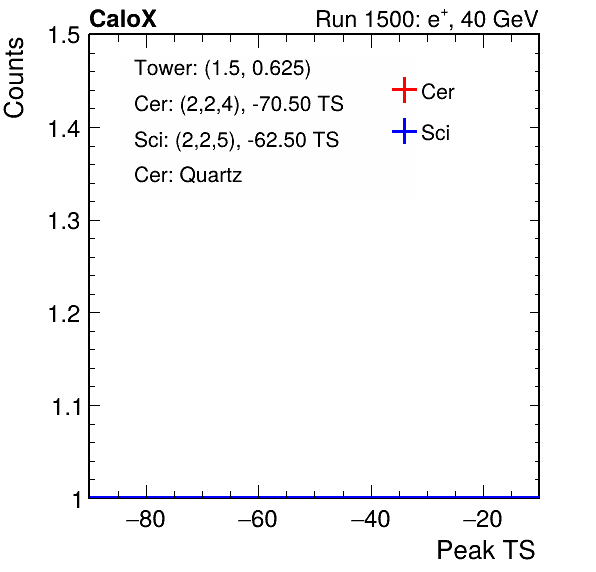 CaloX Run 1500: e+, 40 GeV
Counts
1.5
1.4
1.3
1.2
1.1
1
Tower: (1.5, 0.625)
Cer: (2,2,4), -70.50 TS
Sci: (2,2,5), -62.50 TS
Cer: Quartz
Cer
Sci
−80 −60 −40 −20
Peak TS